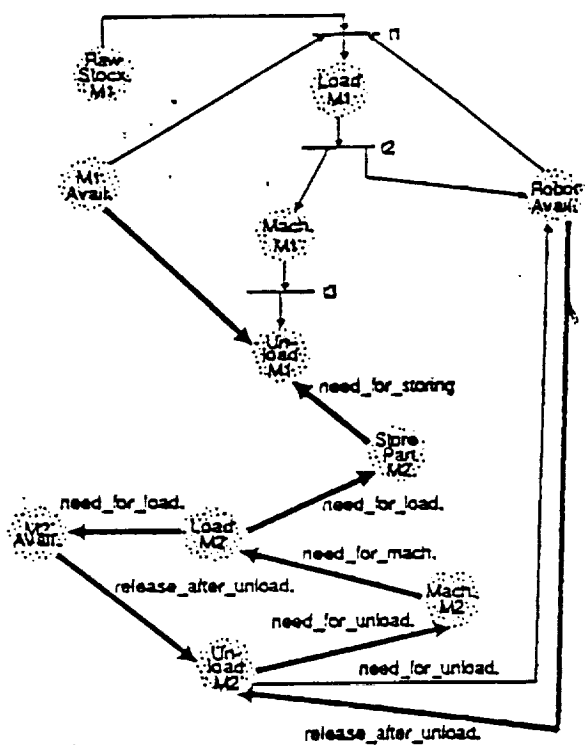 t1
Raw
Stock
M1
Load
M1
t2
M1
Avail.
Robot
Avail.
Mach.
M1
t3
Un-
load
M1
need_for_storing
Store
Part
M2
need_for_load.
need_for_load.
M2
Avail.
Load
M2
need_for_mach.
release_after_unload.
Mach.
M2
need_for_unload.
Un-
load
M2
need_for_unload.
release_after_unload.